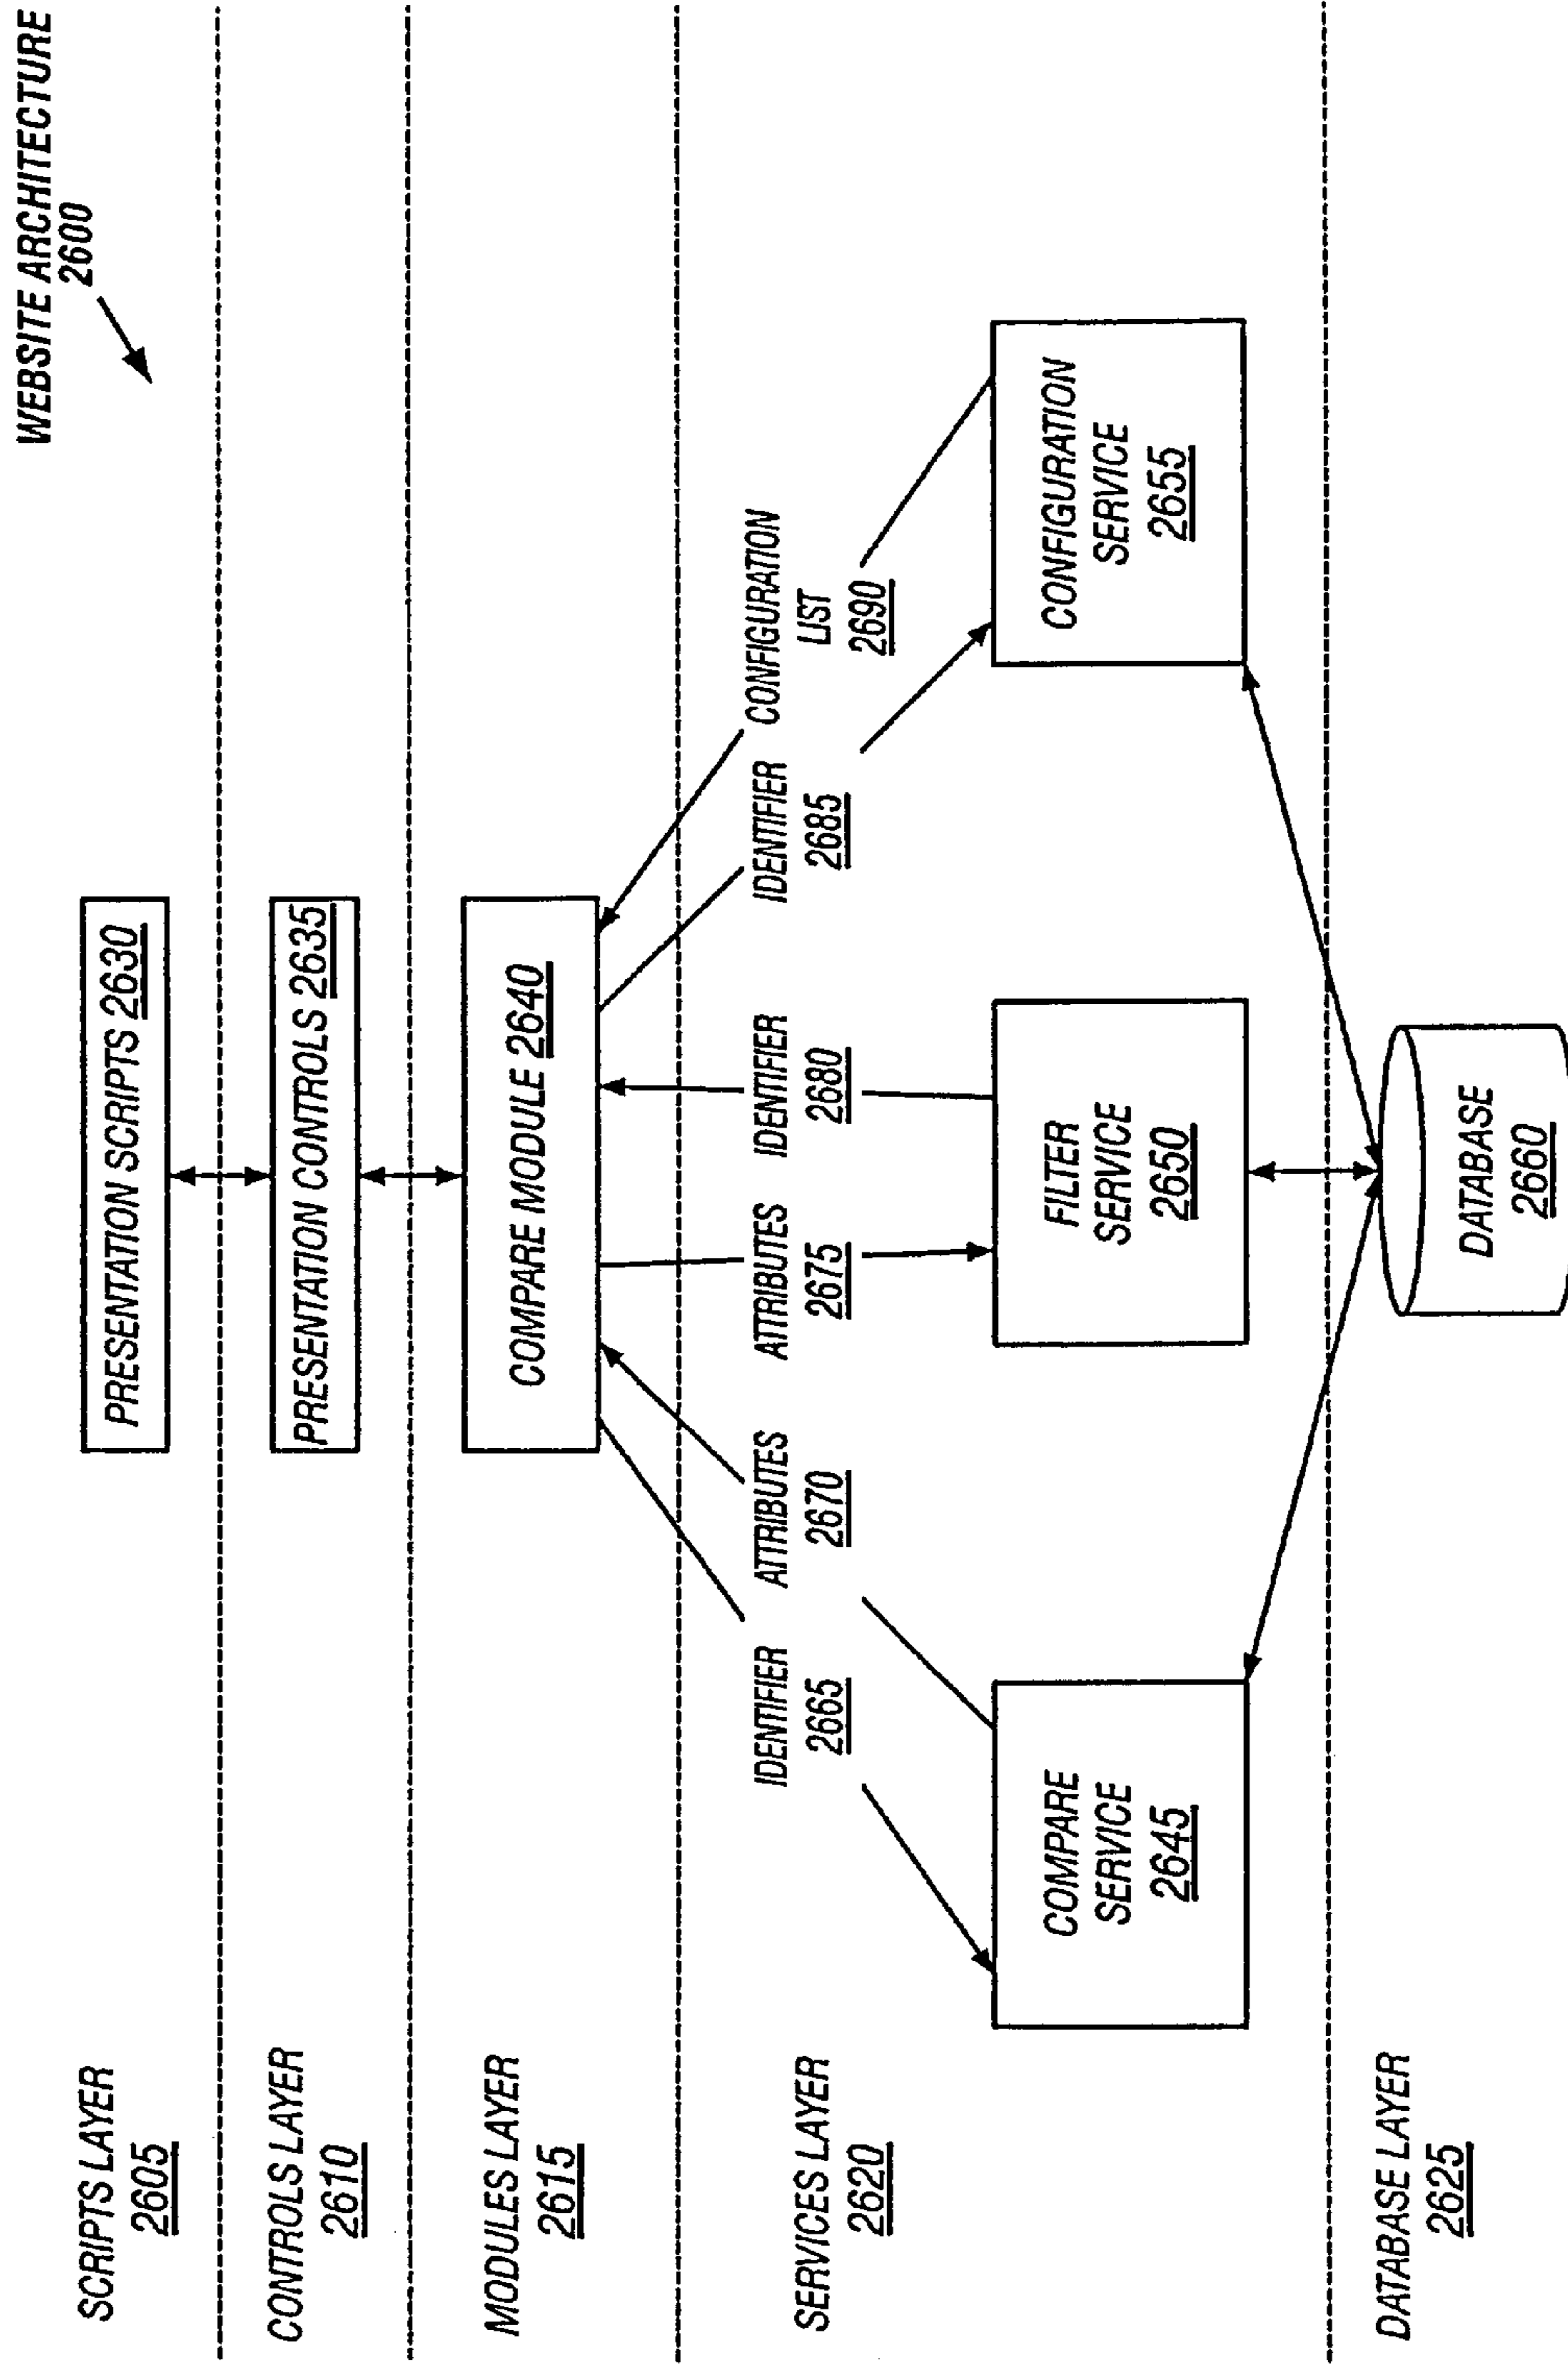 WEBSITE ARCHITECTURE
2600
SCRIPTS LAYER
2605
PRESENTATION SCRIPTS 2630
CONTROLS LAYER
2610
PRESENTATION CONTROLS 2635
MODULES LAYER
2615
COMPARE MODULE 2640
SERVICES LAYER
2620
IDENTIFIER
2665
ATTRIBUTES
2670
ATTRIBUTES
2675
IDENTIFIER
2680
IDENTIFIER
2685
CONFIGURATION
LIST
2690
COMPARE
SERVICE
2645
FILTER
SERVICE
2650
CONFIGURATION
SERVICE
2655
DATABASE LAYER
2625
DATABASE
2660